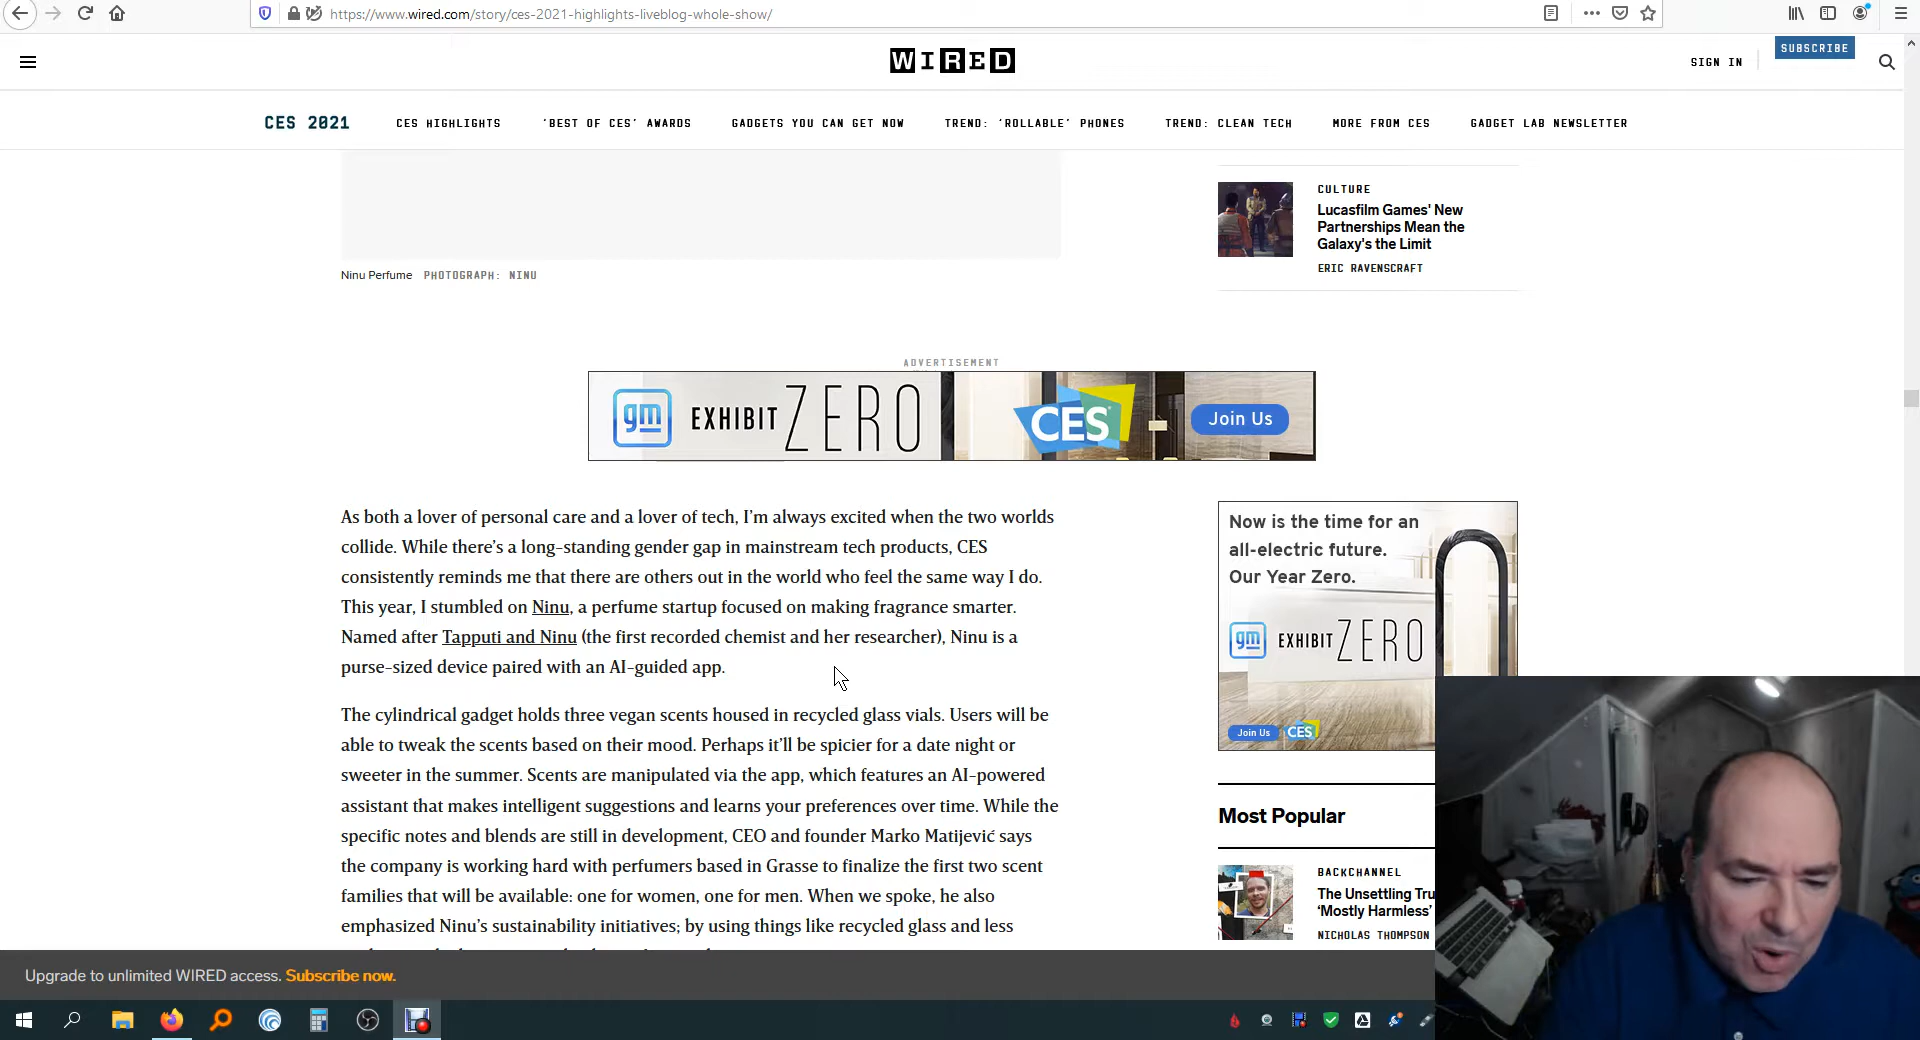 https://www.wired.com/story/ces-2021-highlights-liveblog-whole-show/
WIRED
SIGN IN
SUBSCRIBE
CES 2021
CES HIGHLIGHTS
'BEST OF CES' AWARDS
GADGETS YOU CAN GET NOW
TREND: 'ROLLABLE' PHONES
TREND: CLEAN TECH
MORE FROM CES
GADGET LAB NEWSLETTER
CULTURE
Lucasfilm Games' New
Partnerships Mean the
Galaxy's the Limit
ERIC RAVENSCRAFT
Ninu Perfume PHOTOGRAPH: NINU
ADVERTISEMENT
gm EXHIBIT ZERO CES Join Us
As both a lover of personal care and a lover of tech, I'm always excited when the two worlds
collide. While there's a long-standing gender gap in mainstream tech products, CES
consistently reminds me that there are others out in the world who feel the same way I do.
This year, I stumbled on Ninu, a perfume startup focused on making fragrance smarter.
Named after Tapputi and Ninu (the first recorded chemist and her researcher), Ninu is a
purse-sized device paired with an AI-guided app.
The cylindrical gadget holds three vegan scents housed in recycled glass vials. Users will be
able to tweak the scents based on their mood. Perhaps it'll be spicier for a date night or
sweeter in the summer. Scents are manipulated via the app, which features an AI-powered
assistant that makes intelligent suggestions and learns your preferences over time. While the
specific notes and blends are still in development, CEO and founder Marko Matijević says
the company is working hard with perfumers based in Grasse to finalize the first two scent
families that will be available: one for women, one for men. When we spoke, he also
emphasized Ninu's sustainability initiatives; by using things like recycled glass and less
Now is the time for an
all-electric future.
Our Year Zero.
gm EXHIBIT ZERO
Join Us CES
Most Popular
BACKCHANNEL
The Unsettling Tru
'Mostly Harmless'
NICHOLAS THOMPSON
Upgrade to unlimited WIRED access. Subscribe now.